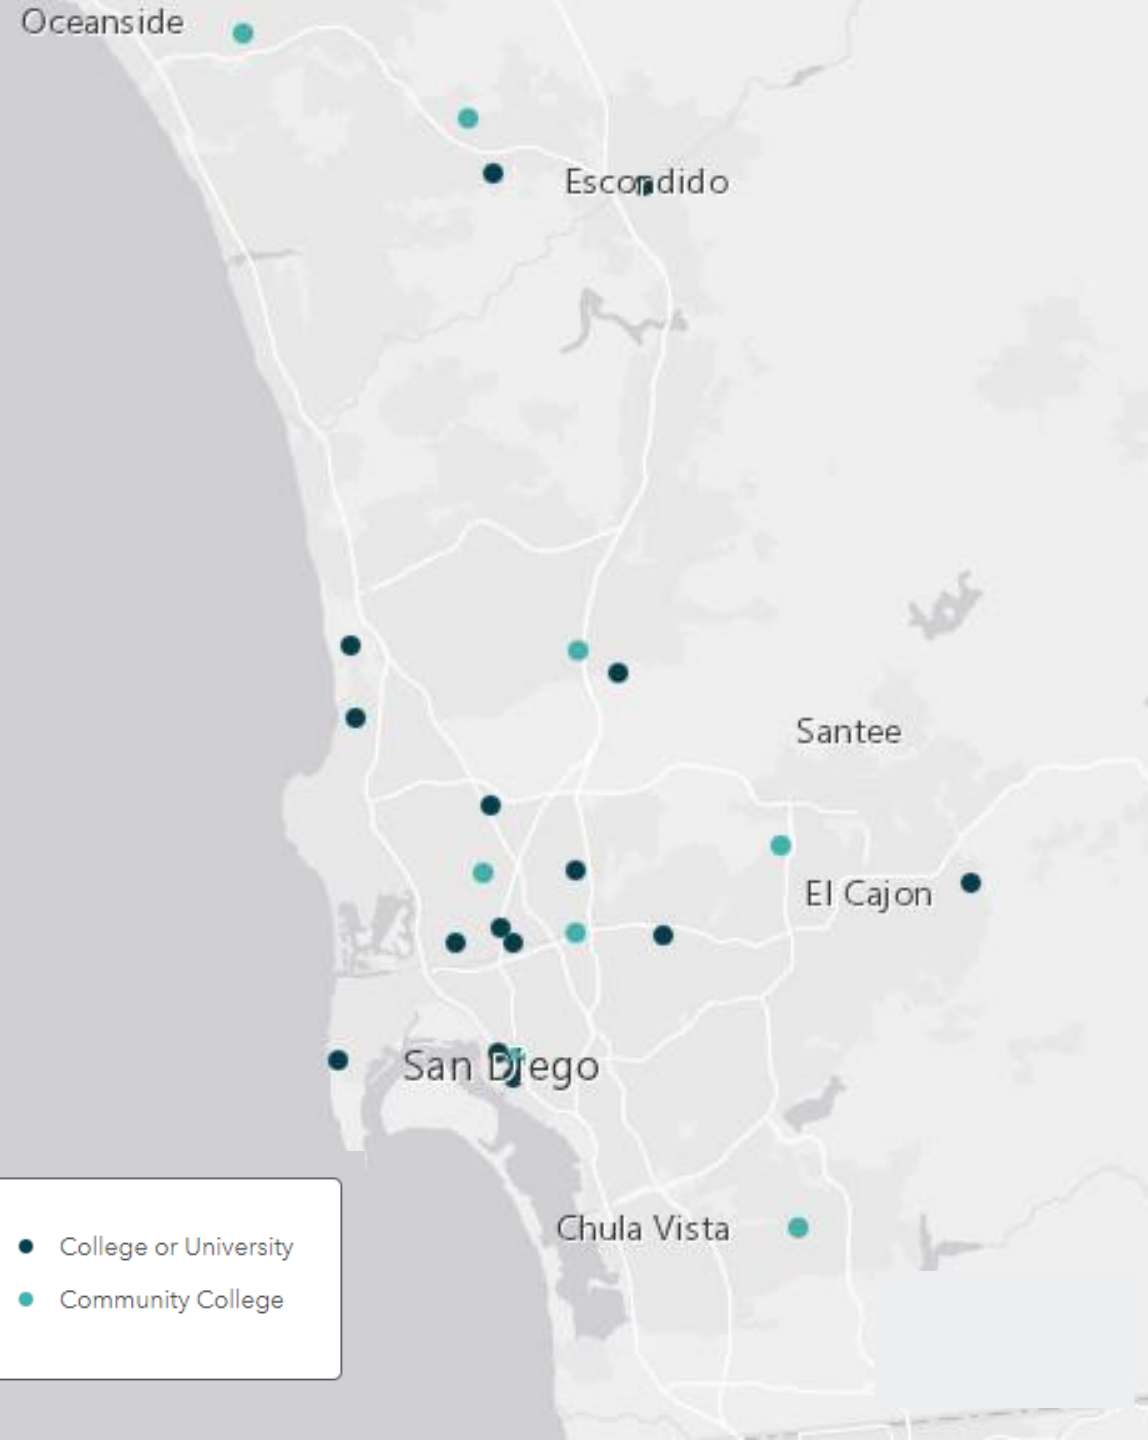 Oceanside
Escondido
Santee
El Cajon
San Diego
Chula Vista
College or University
Community College